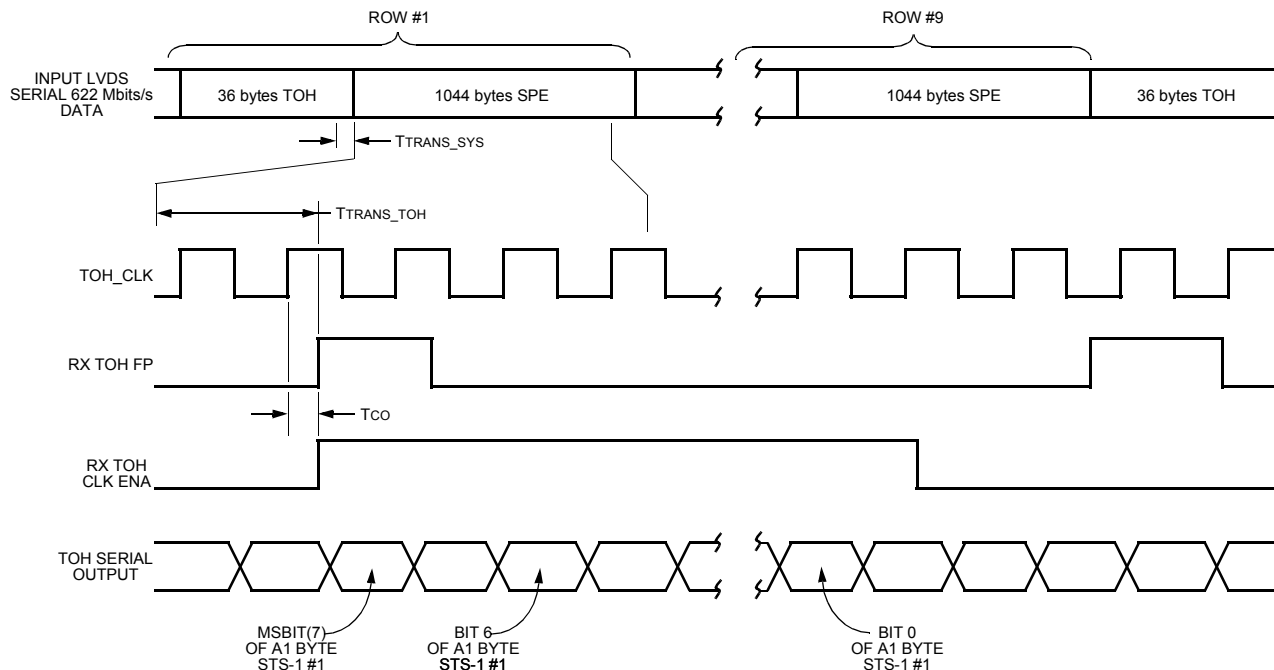 ROW #1
ROW #9
INPUT LVDS
SERIAL 622 Mbits/s
DATA
36 bytes TOH
1044 bytes SPE
1044 bytes SPE
36 bytes TOH
TTRANS_SYS
TTRANS_TOH
TOH_CLK
RX TOH FP
TCO
RX TOH
CLK ENA
TOH SERIAL
OUTPUT
MSBIT(7)
OF A1 BYTE
STS-1 #1
BIT 6
OF A1 BYTE
STS-1 #1
BIT 0
OF A1 BYTE
STS-1 #1